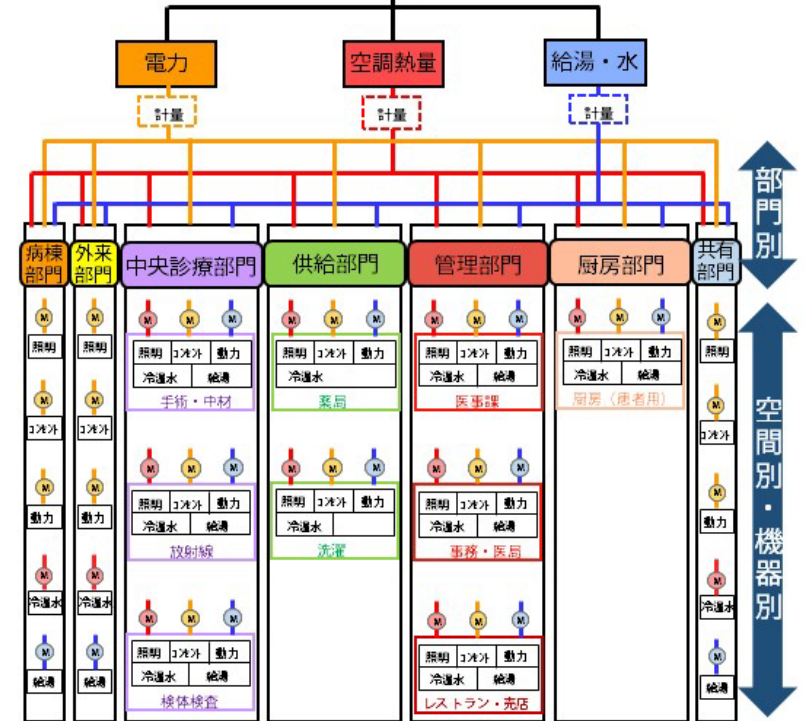 電力
空調熱量
給湯・水
計量
計量
計量
部門別
病棟
部門
外来
部門
中央診療部門
供給部門
管理部門
厨房部門
共有
部門
空間別・機器別
M
照明
M
コンセント
M
動力
M
冷温水
M
給湯
M
照明
M
コンセント
M
動力
M
冷温水
M
給湯
M M M
照明 コンセント 動力
冷温水 給湯
手術・中材
M M M
照明 コンセント 動力
冷温水 給湯
放射線
M M M
照明 コンセント 動力
冷温水 給湯
検体検査
M M M
照明 コンセント 動力
冷温水
薬局
M M M
照明 コンセント 動力
冷温水
洗濯
M M M
照明 コンセント 動力
冷温水 給湯
医事課
M M M
照明 コンセント 動力
冷温水 給湯
事務・医局
M M M
照明 コンセント 動力
冷温水 給湯
レストラン・売店
M M M
照明 コンセント 動力
冷温水 給湯
厨房(患者用)
M
照明
M
コンセント
M
動力
M
冷温水
M
給湯